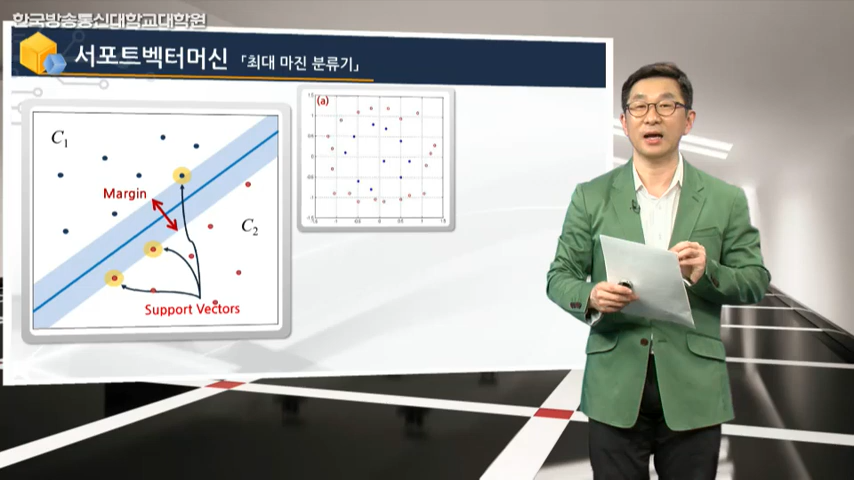 한국방송통신대학교대학원
서포트벡터머신 「최대 마진 분류기」
C1
Margin
C2
Support Vectors
(a)